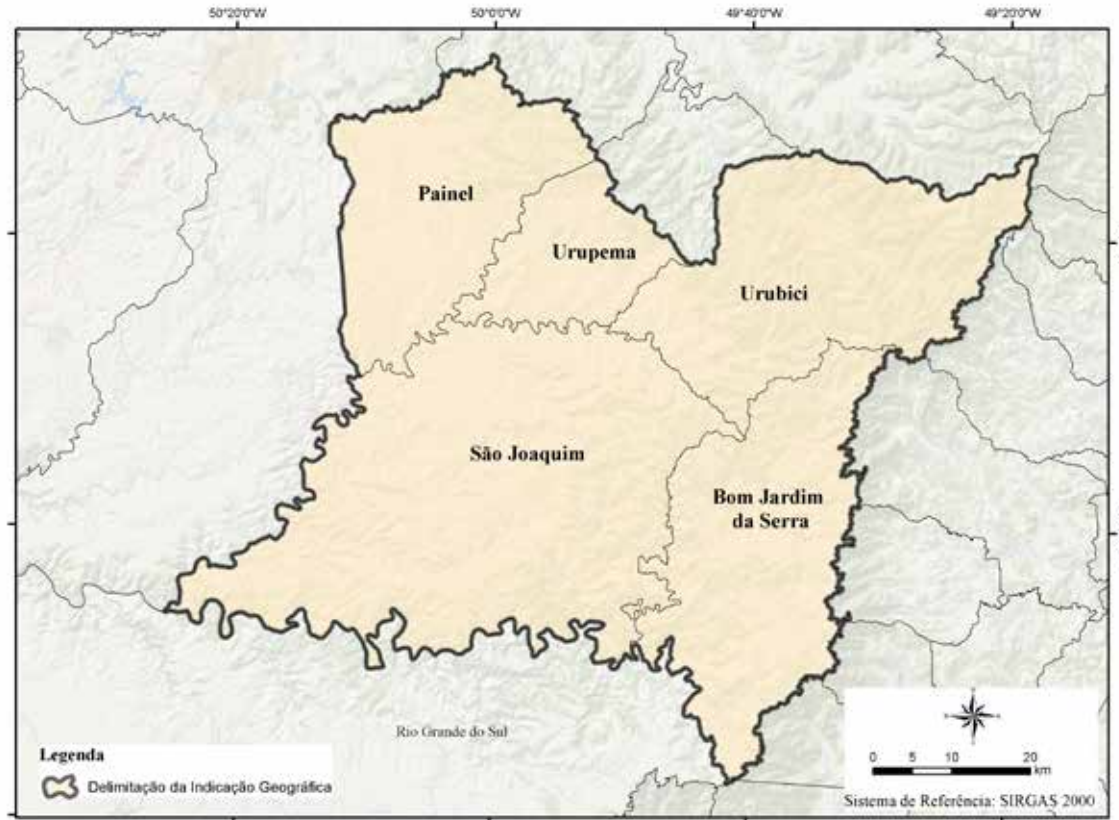 50°20'0"W 50°0'0"W 49°40'0"W 49°20'0"W
Painel
Urupema
Urubici
São Joaquim
Bom Jardim
da Serra
Rio Grande do Sul
Legenda
Delimitação da Indicação Geográfica
0 5 10 20
km
Sistema de Referência: SIRGAS 2000